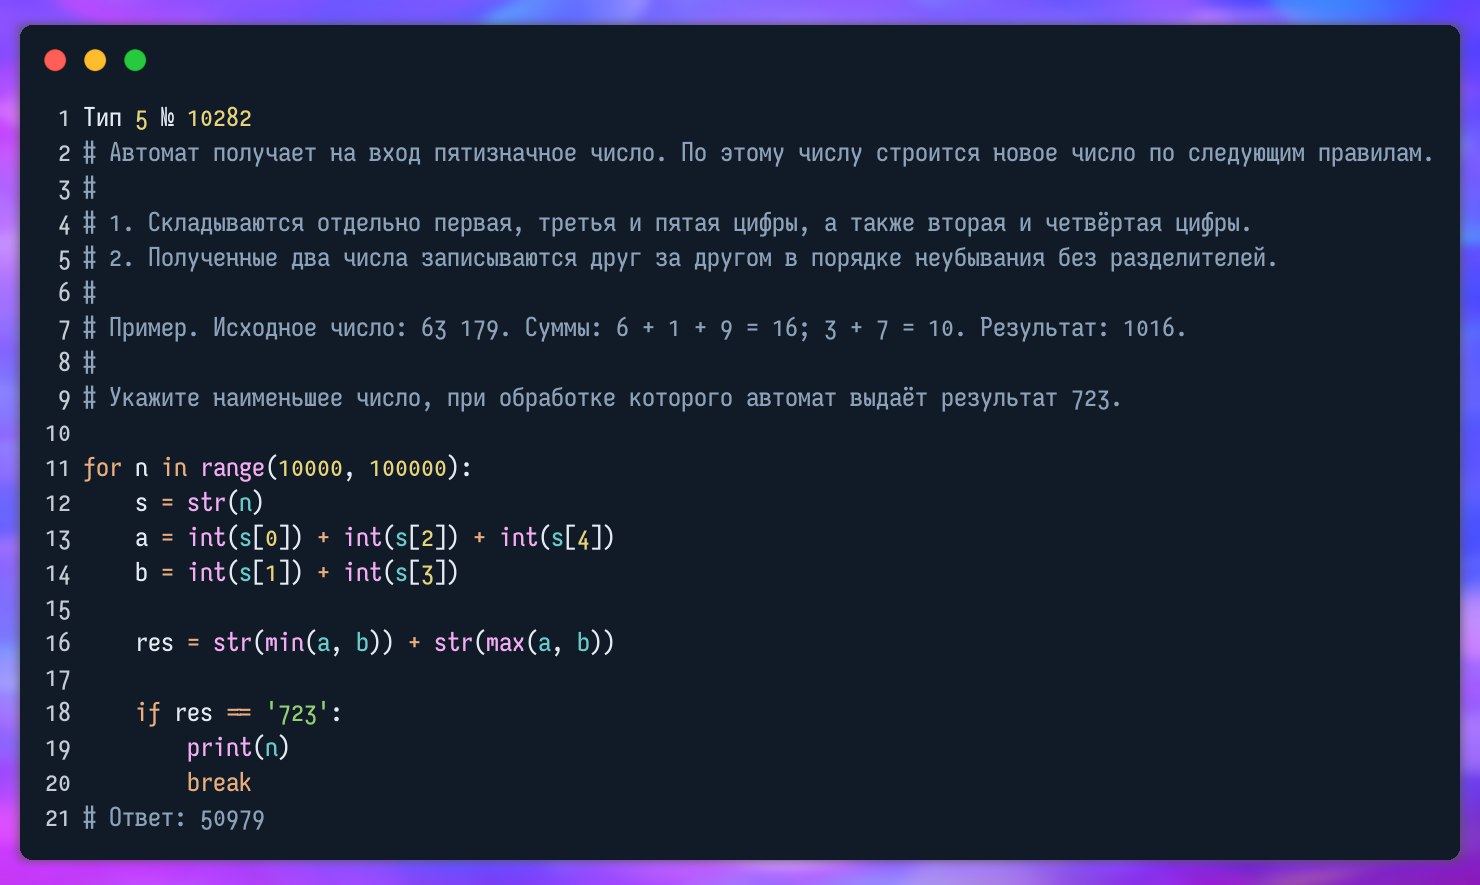 1 Тип 5 № 10282
2 # Автомат получает на вход пятизначное число. По этому числу строится новое число по следующим правилам.
3 #
4 # 1. Складываются отдельно первая, третья и пятая цифры, а также вторая и четвёртая цифры.
5 # 2. Полученные два числа записываются друг за другом в порядке неубывания без разделителей.
6 #
7 # Пример. Исходное число: 63 179. Суммы: 6 + 1 + 9 = 16; 3 + 7 = 10. Результат: 1016.
8 #
9 # Укажите наименьшее число, при обработке которого автомат выдаёт результат 723.
10
11 for n in range(10000, 100000):
12     s = str(n)
13     a = int(s[0]) + int(s[2]) + int(s[4])
14     b = int(s[1]) + int(s[3])
15
16     res = str(min(a, b)) + str(max(a, b))
17
18     if res == '723':
19         print(n)
20         break
21 # Ответ: 50979